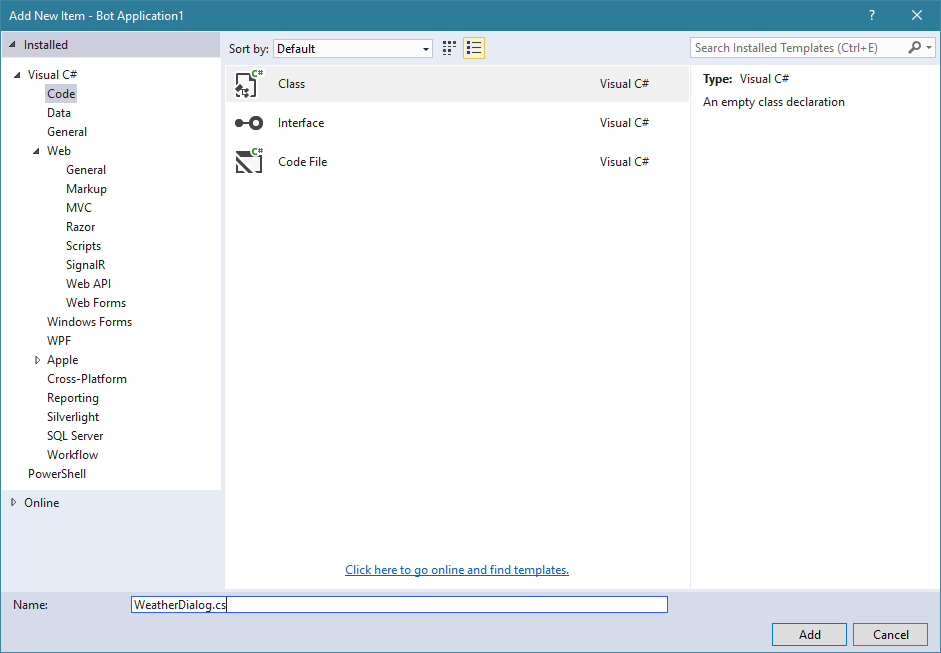 Add New Item - Bot Application1
?
Installed
Visual C#
Code
Data
General
Web
General
Markup
MVC
Razor
Scripts
SignalR
Web API
Web Forms
Windows Forms
WPF
Apple
Cross-Platform
Reporting
Silverlight
SQL Server
Workflow
PowerShell
Online
Sort by: Default
C# Class Visual C#
Interface Visual C#
C# Code File Visual C#
Click here to go online and find templates.
Search Installed Templates (Ctrl+E)
Type: Visual C#
An empty class declaration
Name: WeatherDialog.cs
Add Cancel